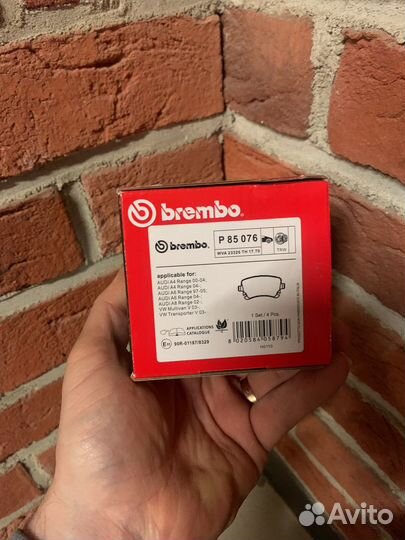 brembo
brembo. P 85 076
WVA 23326 TH 17,70 TRW
applicable for:
AUDI A4 Range 00-04,
AUDI A4 Range 04-,
AUDI A6 Range 97-05,
AUDI A6 Range 04-,
AUDI A8 Range 02-,
VW Multivan V 03-,
VW Transporter V 03-
1 Set / 4 Pcs.
APPLICATIONS
CATALOGUE
90R-01187/0329
8 020584 058794
Avito